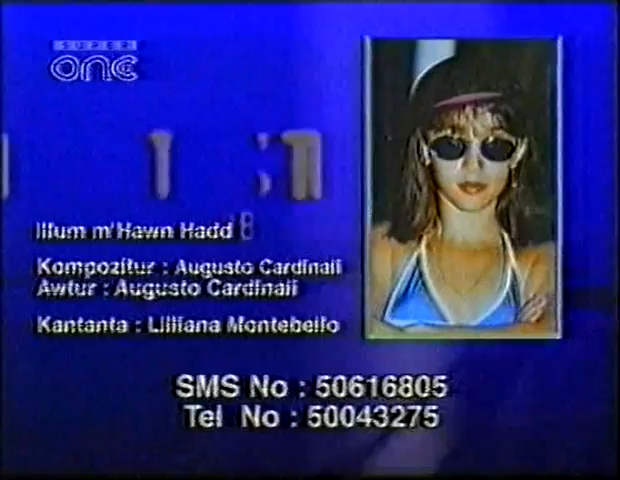 SUPER
one
Illum m'Hawn Hadd
Kompozitur : Augusto Cardinali
Awtur : Augusto Cardinali
Kantanta : Lilliana Montebello
SMS No : 50616805
Tel No : 50043275